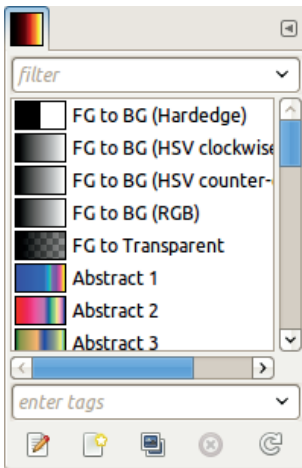 filter
FG to BG (Hardedge)
FG to BG (HSV clockwise
FG to BG (HSV counter-
FG to BG (RGB)
FG to Transparent
Abstract 1
Abstract 2
Abstract 3
enter tags